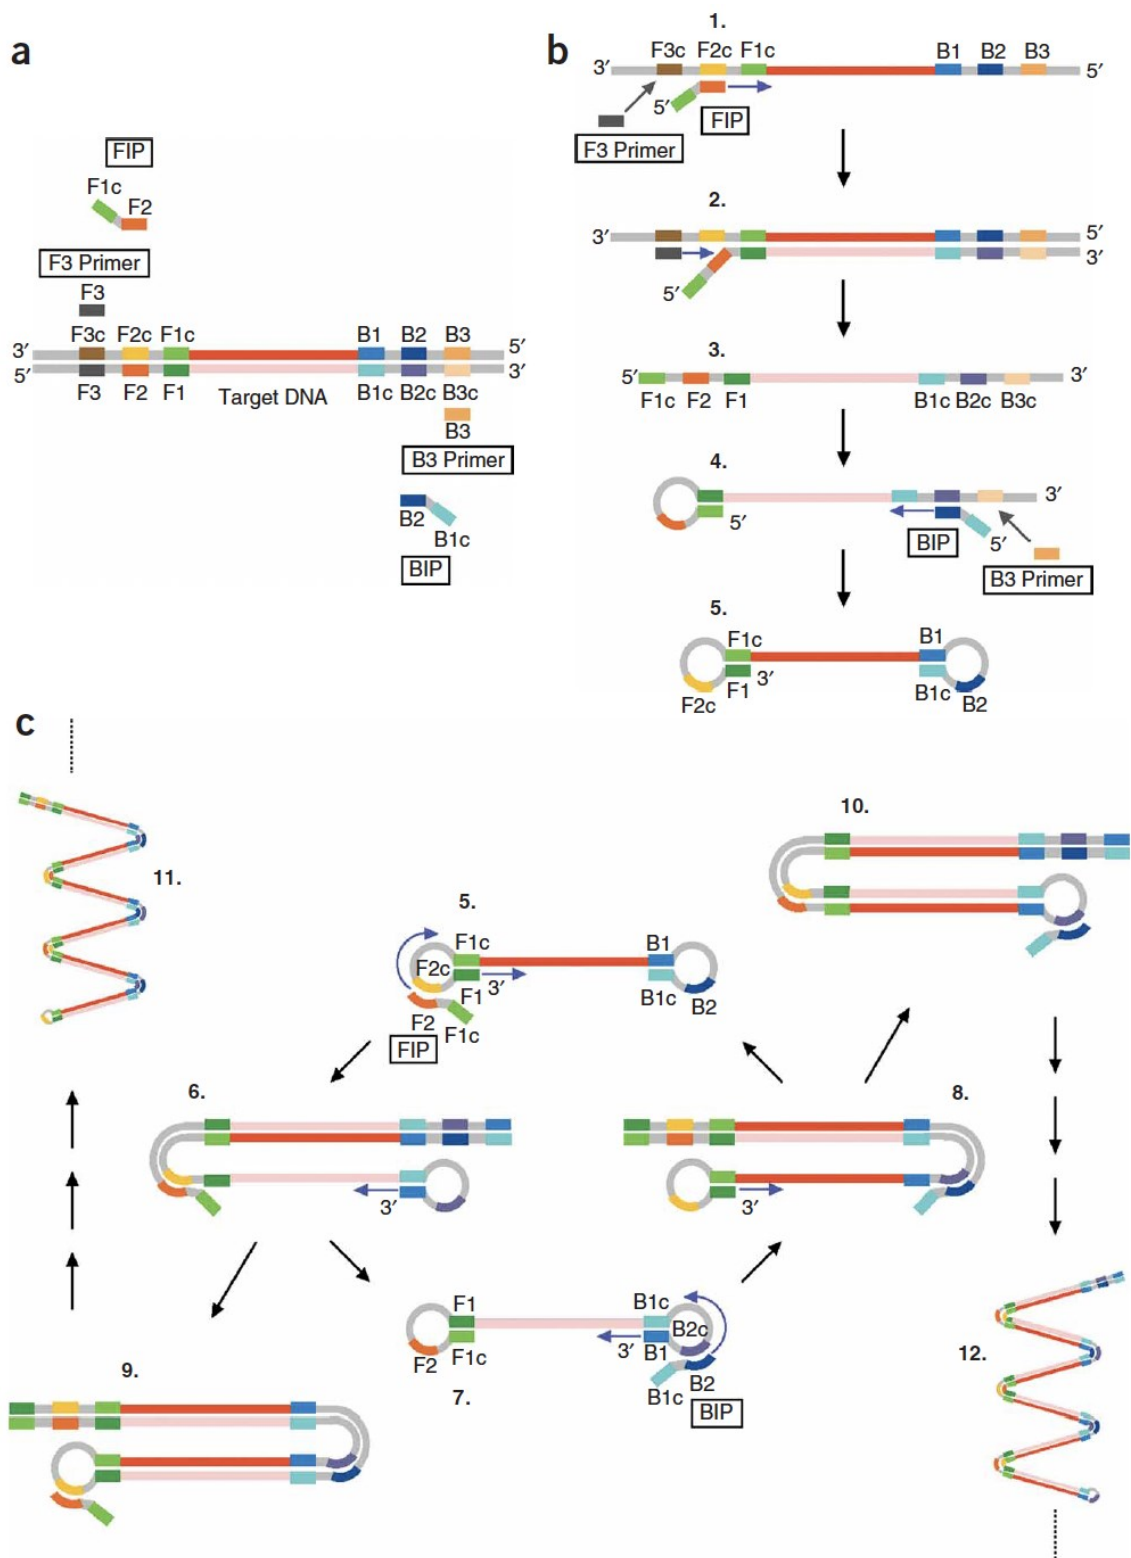 a
FIP
F1c
F2
F3 Primer
F3
F3c F2c F1c B1 B2 B3
3′ 5′
5′ 3′
F3 F2 F1 Target DNA B1c B2c B3c
B3
B3 Primer
B2
B1c
BIP
b
1.
F3c F2c F1c B1 B2 B3
3′ 5′
5′
FIP
F3 Primer
2.
3′ 5′
3′
5′
3.
5′ 3′
F1c F2 F1 B1c B2c B3c
4.
3′
5′
BIP 5′
B3 Primer
5.
F1c B1
F1 3′ B1c
F2c B2
c
11.
5.
F1c B1
F2c
F1 3′ B1c B2
F2 F1c
FIP
10.
6.
3′
8.
3′
F1 B1c
B2c
F2 F1c 3′ B1
B1c B2
7. BIP
9.
12.